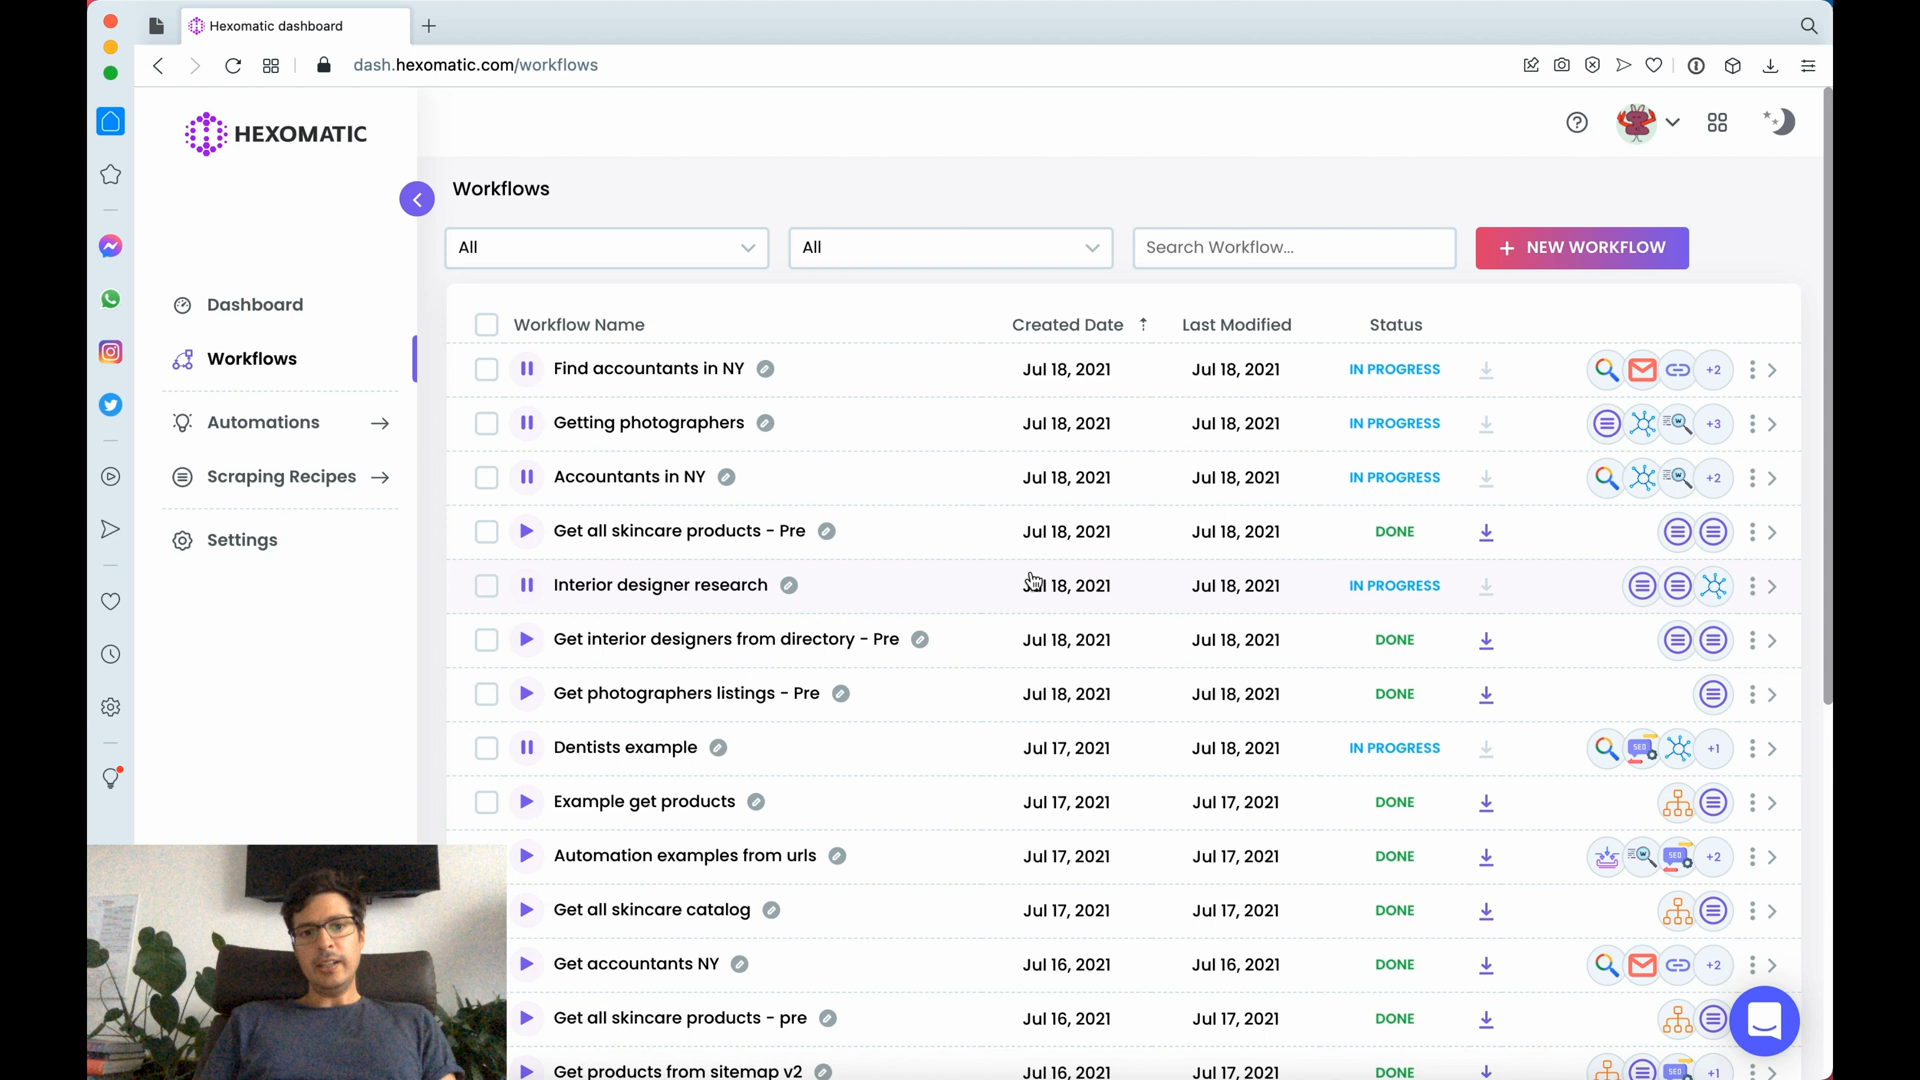 Hexomatic dashboard
dash.hexomatic.com/workflows
HEXOMATIC
Workflows
All
All
Search Workflow...
+ NEW WORKFLOW
Dashboard
Workflows
Automations
Scraping Recipes
Settings
Workflow Name Created Date Last Modified Status
Find accountants in NY Jul 18, 2021 Jul 18, 2021 IN PROGRESS +2
Getting photographers Jul 18, 2021 Jul 18, 2021 IN PROGRESS W +3
Accountants in NY Jul 18, 2021 Jul 18, 2021 IN PROGRESS W +2
Get all skincare products - Pre Jul 18, 2021 Jul 18, 2021 DONE
Interior designer research Jul 18, 2021 Jul 18, 2021 IN PROGRESS
Get interior designers from directory - Pre Jul 18, 2021 Jul 18, 2021 DONE
Get photographers listings - Pre Jul 18, 2021 Jul 18, 2021 DONE
Dentists example Jul 17, 2021 Jul 18, 2021 IN PROGRESS SEO +1
Example get products Jul 17, 2021 Jul 17, 2021 DONE
Automation examples from urls Jul 17, 2021 Jul 17, 2021 DONE W SEO +2
Get all skincare catalog Jul 17, 2021 Jul 17, 2021 DONE
Get accountants NY Jul 16, 2021 Jul 16, 2021 DONE +2
Get all skincare products - pre Jul 16, 2021 Jul 17, 2021 DONE
Get products from sitemap v2 Jul 16, 2021 Jul 17, 2021 DONE SEO +1